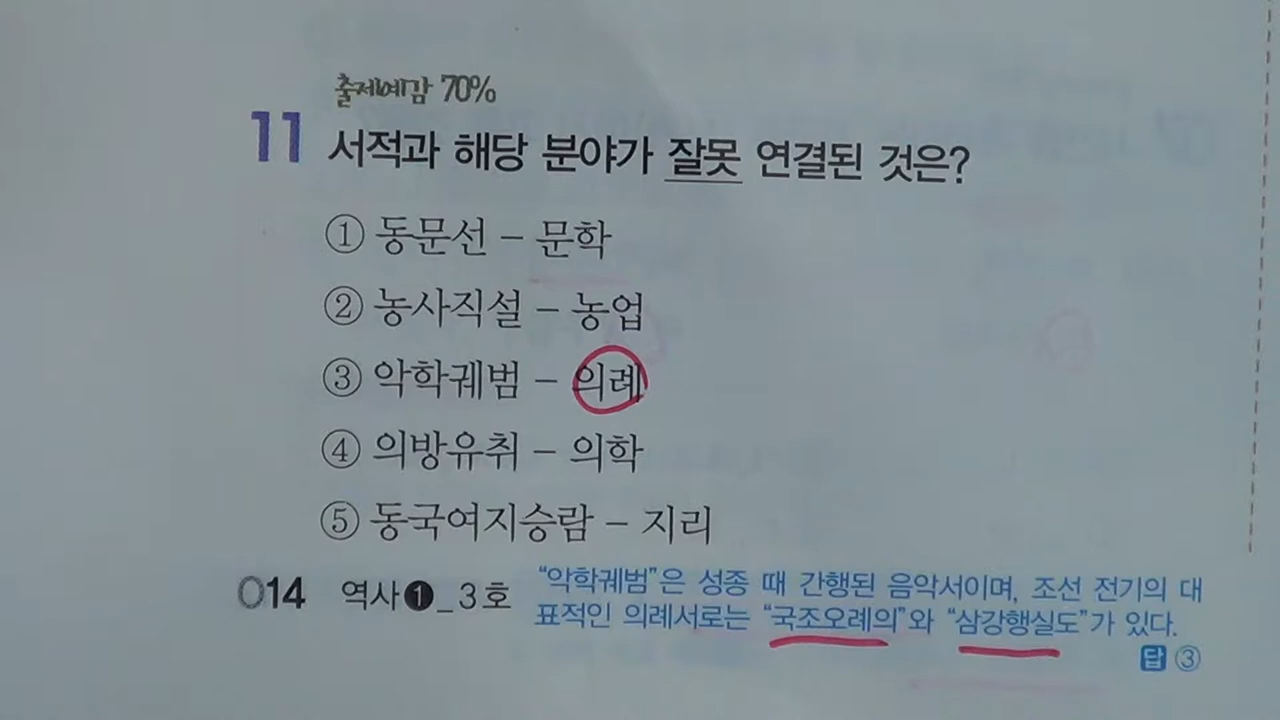 출제예감 70%
11 서적과 해당 분야가 잘못 연결된 것은?
① 동문선 – 문학
② 농사직설 – 농업
③ 악학궤범 – 의례
④ 의방유취 – 의학
⑤ 동국여지승람 – 지리
014 역사❶_3호
“악학궤범”은 성종 때 간행된 음악서이며, 조선 전기의 대
표적인 의례서로는 “국조오례의”와 “삼강행실도”가 있다.
답 ③